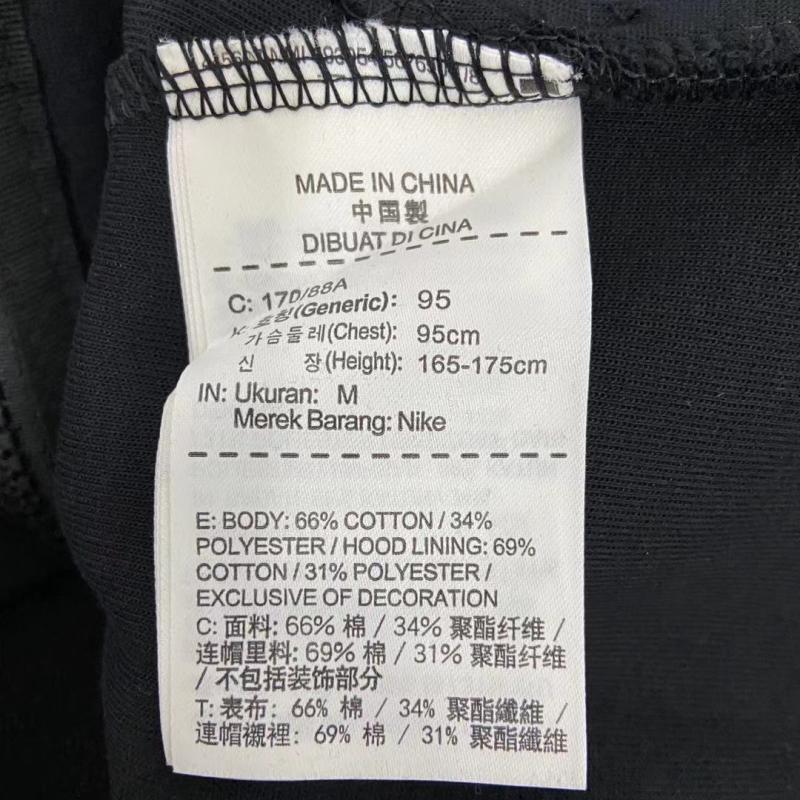 MADE IN CHINA
中国製
DIBUAT DI CINA
C: 170/88A
K: 호칭(Generic): 95
가슴둘레(Chest): 95cm
신 장(Height): 165-175cm
IN: Ukuran: M
Merek Barang: Nike
E: BODY: 66% COTTON / 34%
POLYESTER / HOOD LINING: 69%
COTTON / 31% POLYESTER /
EXCLUSIVE OF DECORATION
C: 面料: 66% 棉 / 34% 聚酯纤维 /
连帽里料: 69% 棉 / 31% 聚酯纤维
/ 不包括装饰部分
T: 表布: 66% 棉 / 34% 聚酯纖維 /
連帽襯裡: 69% 棉 / 31% 聚酯纖維